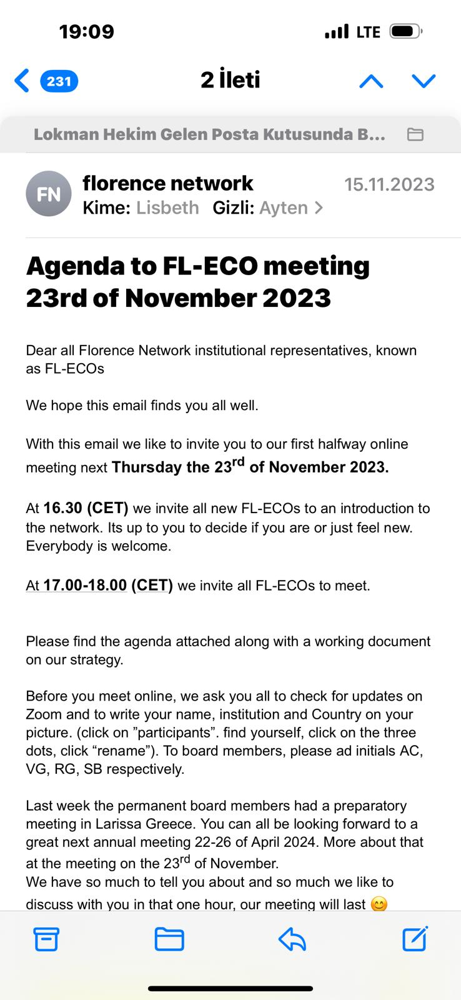 19:09
LTE
231
2 İleti
Lokman Hekim Gelen Posta Kutusunda B...
FN
florence network
15.11.2023
Kime: Lisbeth Gizli: Ayten
Agenda to FL-ECO meeting
23rd of November 2023
Dear all Florence Network institutional representatives, known
as FL-ECOs
We hope this email finds you all well.
With this email we like to invite you to our first halfway online
meeting next Thursday the 23rd of November 2023.
At 16.30 (CET) we invite all new FL-ECOs to an introduction to
the network. Its up to you to decide if you are or just feel new.
Everybody is welcome.
At 17.00-18.00 (CET) we invite all FL-ECOs to meet.
Please find the agenda attached along with a working document
on our strategy.
Before you meet online, we ask you all to check for updates on
Zoom and to write your name, institution and Country on your
picture. (click on ”participants”. find yourself, click on the three
dots, click “rename”). To board members, please ad initials AC,
VG, RG, SB respectively.
Last week the permanent board members had a preparatory
meeting in Larissa Greece. You can all be looking forward to a
great next annual meeting 22-26 of April 2024. More about that
at the meeting on the 23rd of November.
We have so much to tell you about and so much we like to
discuss with you in that one hour, our meeting will last 😊